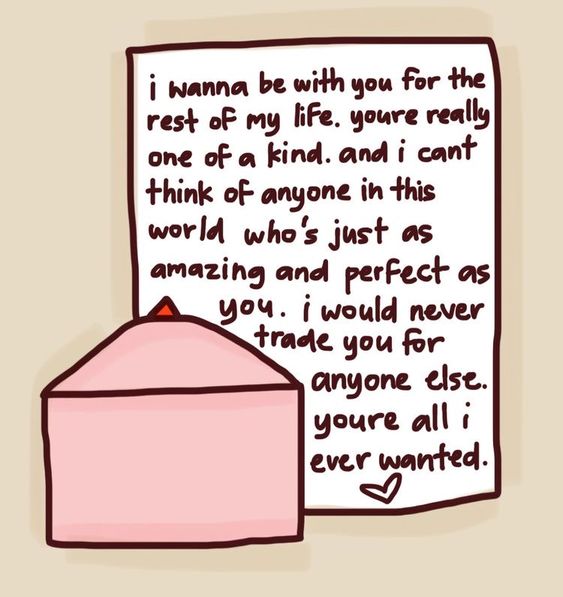 i wanna be with you for the
rest of my life. youre really
one of a kind. and i cant
think of anyone in this
world who's just as
amazing and perfect as
you. i would never
trade you for
anyone else.
youre all i
ever wanted.